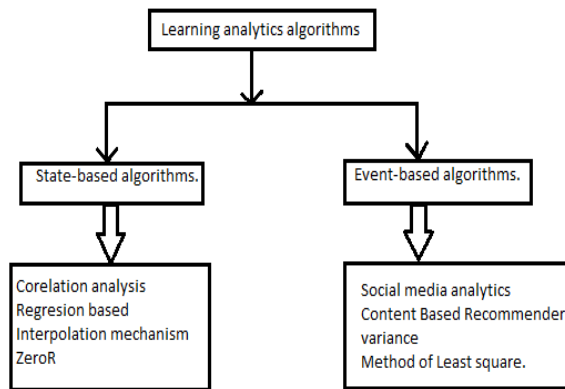 Learning analytics algorithms
State-based algorithms.
Event-based algorithms.
Corelation analysis
Regresion based
Interpolation mechanism
ZeroR
Social media analytics
Content Based Recommender
variance
Method of Least square.